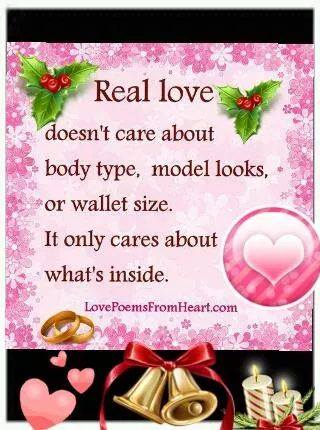 Real love
doesn't care about
body type, model looks,
or wallet size.
It only cares about
what's inside.
LovePoemsFromHeart.com